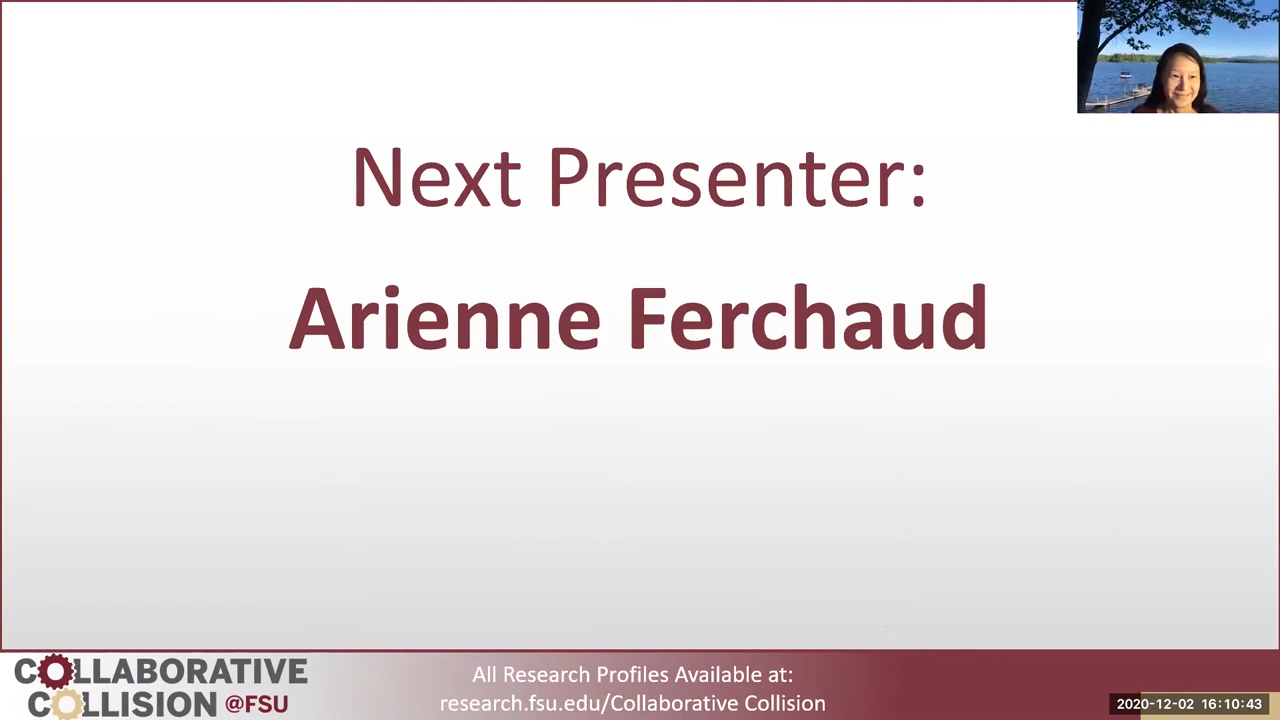 Next Presenter:
Arienne Ferchaud
COLLABORATIVE
COLLISION @FSU
All Research Profiles Available at:
research.fsu.edu/Collaborative Collision
2020-12-02 16:10:43